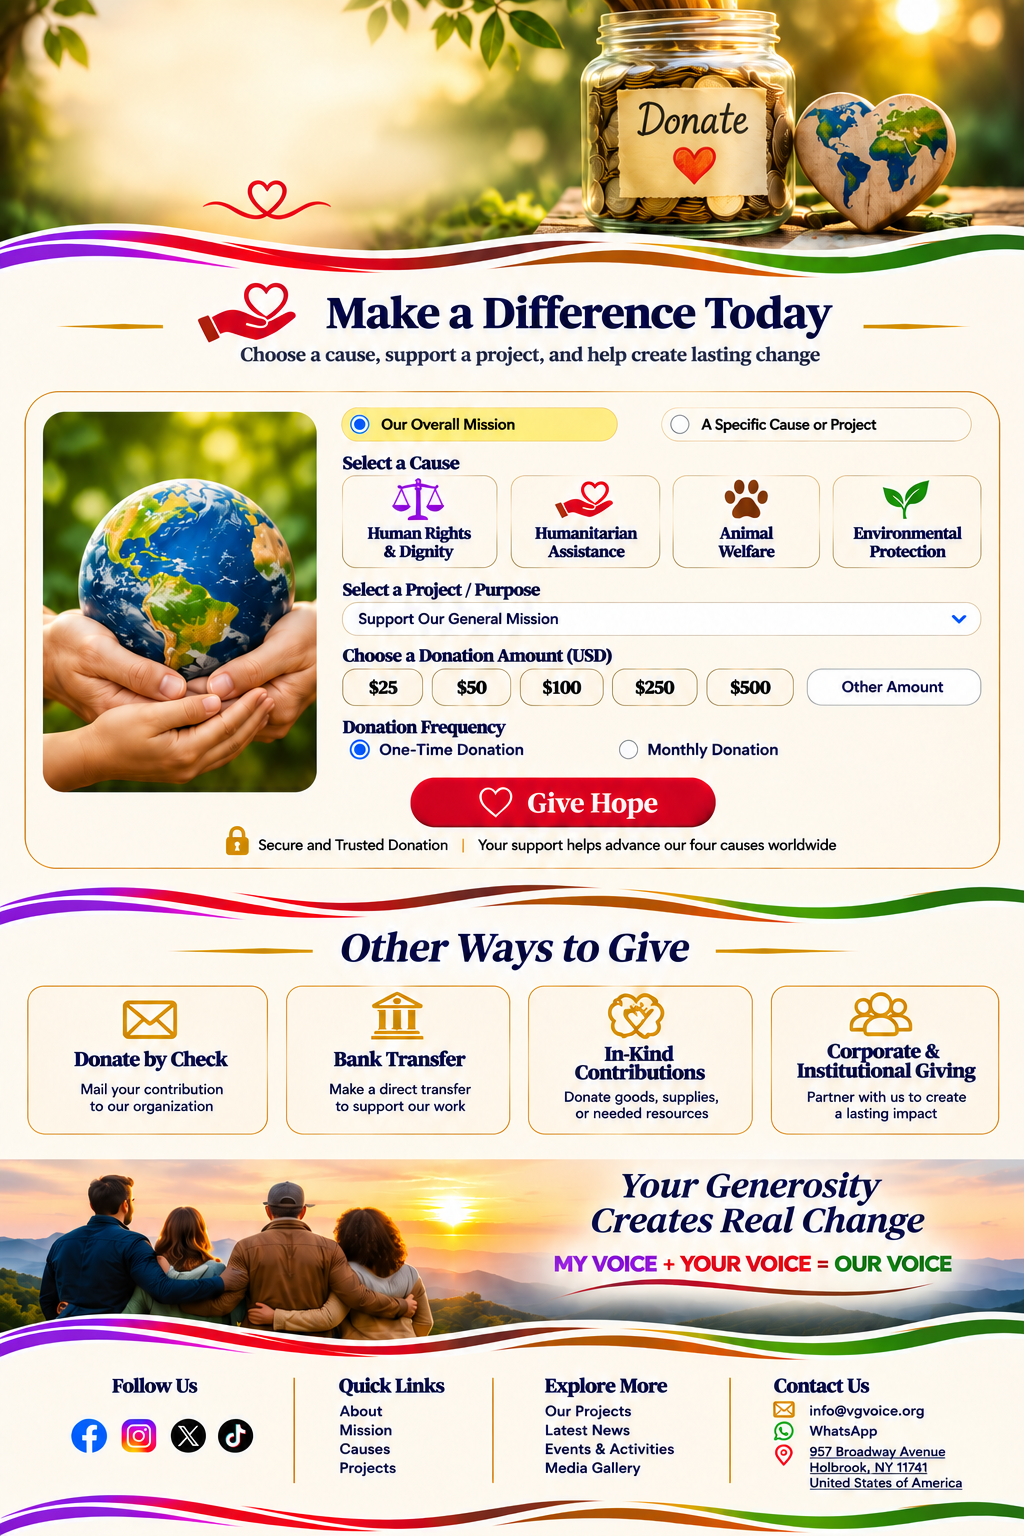 Donate
Make a Difference Today
Choose a cause, support a project, and help create lasting change
Our Overall Mission
A Specific Cause or Project
Select a Cause
Human Rights
& Dignity
Humanitarian
Assistance
Animal
Welfare
Environmental
Protection
Select a Project / Purpose
Support Our General Mission
Choose a Donation Amount (USD)
$25
$50
$100
$250
$500
Other Amount
Donation Frequency
One-Time Donation
Monthly Donation
Give Hope
Secure and Trusted Donation | Your support helps advance our four causes worldwide
Other Ways to Give
Donate by Check
Mail your contribution
to our organization
Bank Transfer
Make a direct transfer
to support our work
In-Kind
Contributions
Donate goods, supplies,
or needed resources
Corporate &
Institutional Giving
Partner with us to create
a lasting impact
Your Generosity
Creates Real Change
MY VOICE + YOUR VOICE = OUR VOICE
Follow Us
Quick Links
About
Mission
Causes
Projects
Explore More
Our Projects
Latest News
Events & Activities
Media Gallery
Contact Us
info@vgvoice.org
WhatsApp
957 Broadway Avenue
Holbrook, NY 11741
United States of America